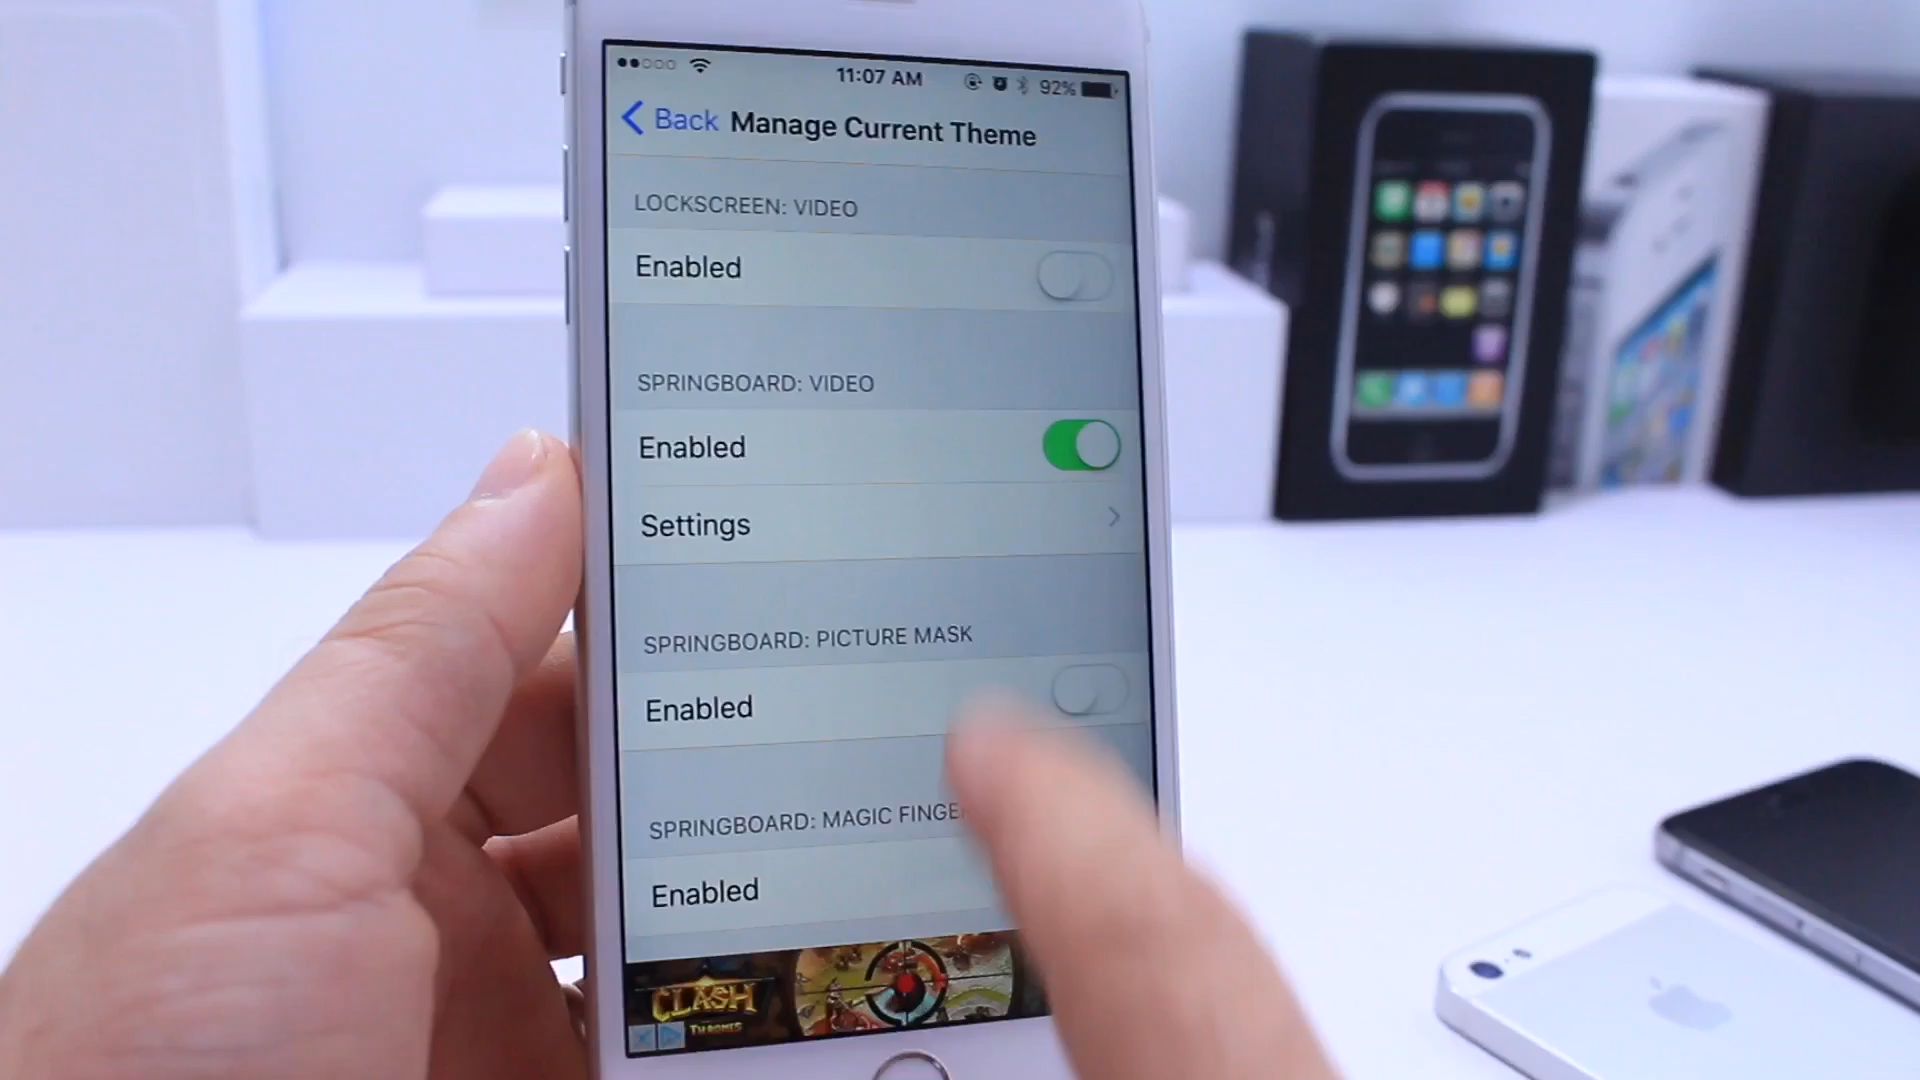 11:07 AM 92%
Back Manage Current Theme
LOCKSCREEN: VIDEO
Enabled
SPRINGBOARD: VIDEO
Enabled
Settings
SPRINGBOARD: PICTURE MASK
Enabled
SPRINGBOARD: MAGIC FINGE
Enabled
CLASH
THRONES